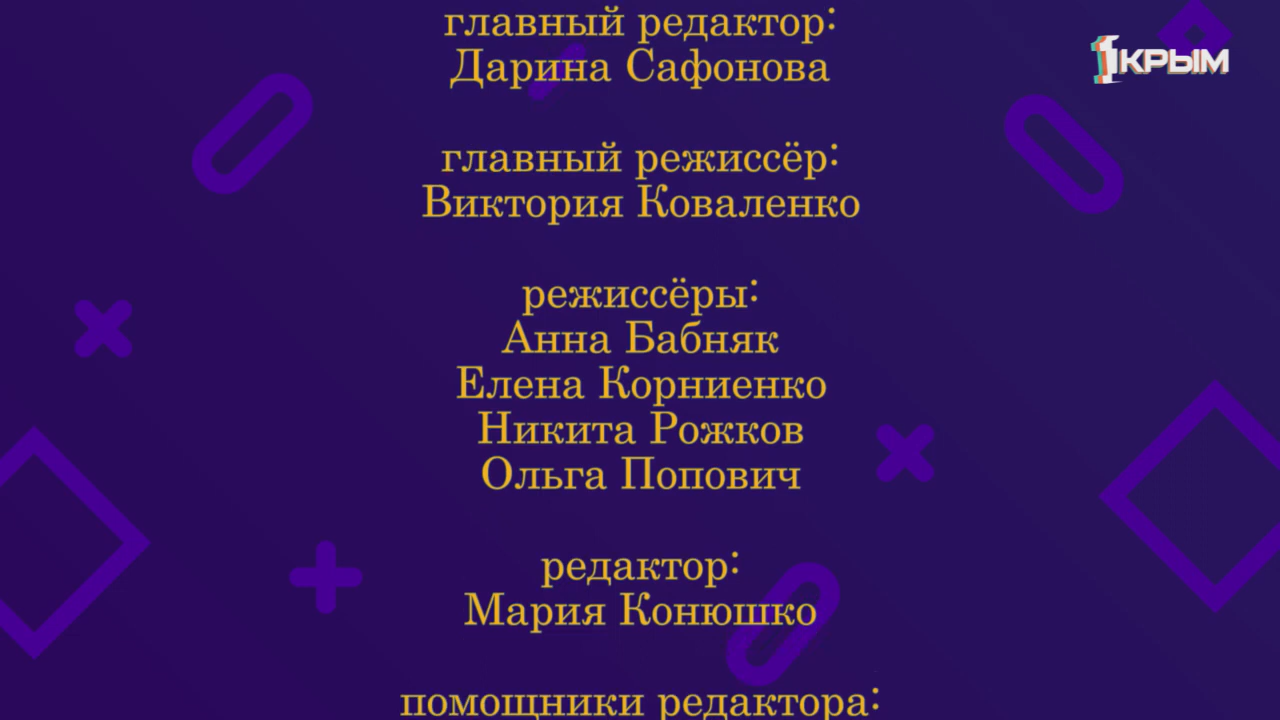 главный редактор:
Дарина Сафонова
1КРЫМ
главный режиссёр:
Виктория Коваленко
режиссёры:
Анна Бабняк
Елена Корниенко
Никита Рожков
Ольга Попович
редактор:
Мария Конюшко
помощники редактора: